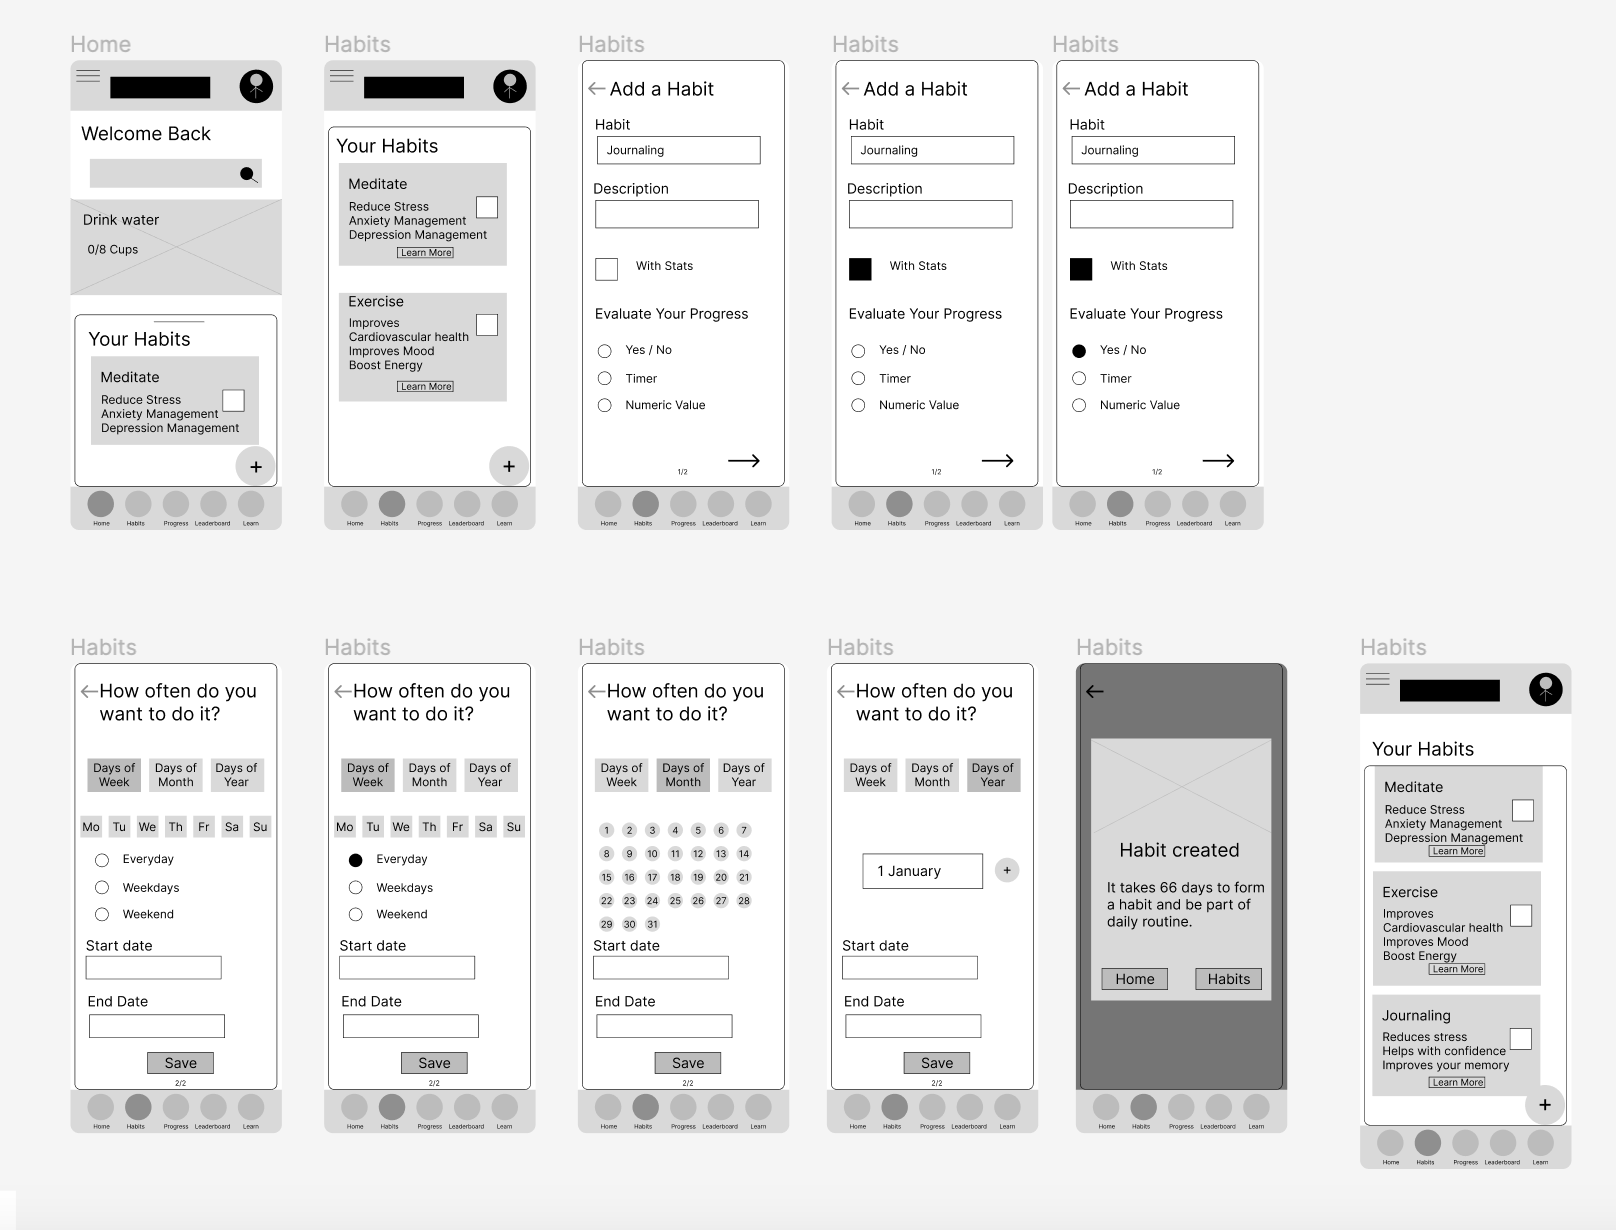 Home
Welcome Back
Drink water
0/8 Cups
Your Habits
Meditate
Reduce Stress
Anxiety Management
Depression Management
+
Home Habits Progress Leaderboard Learn
Habits
Your Habits
Meditate
Reduce Stress
Anxiety Management
Depression Management
Learn More
Exercise
Improves
Cardiovascular health
Improves Mood
Boost Energy
Learn More
+
Home Habits Progress Leaderboard Learn
Habits
Add a Habit
Habit
Journaling
Description
With Stats
Evaluate Your Progress
Yes / No
Timer
Numeric Value
1/2
Home Habits Progress Leaderboard Learn
Habits
Add a Habit
Habit
Journaling
Description
With Stats
Evaluate Your Progress
Yes / No
Timer
Numeric Value
1/2
Home Habits Progress Leaderboard Learn
Habits
Add a Habit
Habit
Journaling
Description
With Stats
Evaluate Your Progress
Yes / No
Timer
Numeric Value
1/2
Home Habits Progress Leaderboard Learn
Habits
How often do you
want to do it?
Days of Week Days of Month Days of Year
Mo Tu We Th Fr Sa Su
Everyday
Weekdays
Weekend
Start date
End Date
Save
2/2
Home Habits Progress Leaderboard Learn
Habits
How often do you
want to do it?
Days of Week Days of Month Days of Year
Mo Tu We Th Fr Sa Su
Everyday
Weekdays
Weekend
Start date
End Date
Save
2/2
Home Habits Progress Leaderboard Learn
Habits
How often do you
want to do it?
Days of Week Days of Month Days of Year
1 2 3 4 5 6 7
8 9 10 11 12 13 14
15 16 17 18 19 20 21
22 23 24 25 26 27 28
29 30 31
Start date
End Date
Save
2/2
Home Habits Progress Leaderboard Learn
Habits
How often do you
want to do it?
Days of Week Days of Month Days of Year
1 January +
Start date
End Date
Save
2/2
Home Habits Progress Leaderboard Learn
Habits
Habit created
It takes 66 days to form
a habit and be part of
daily routine.
Home Habits
Home Habits Progress Leaderboard Learn
Habits
Your Habits
Meditate
Reduce Stress
Anxiety Management
Depression Management
Learn More
Exercise
Improves
Cardiovascular health
Improves Mood
Boost Energy
Learn More
Journaling
Reduces stress
Helps with confidence
Improves your memory
Learn More
+
Home Habits Progress Leaderboard Learn